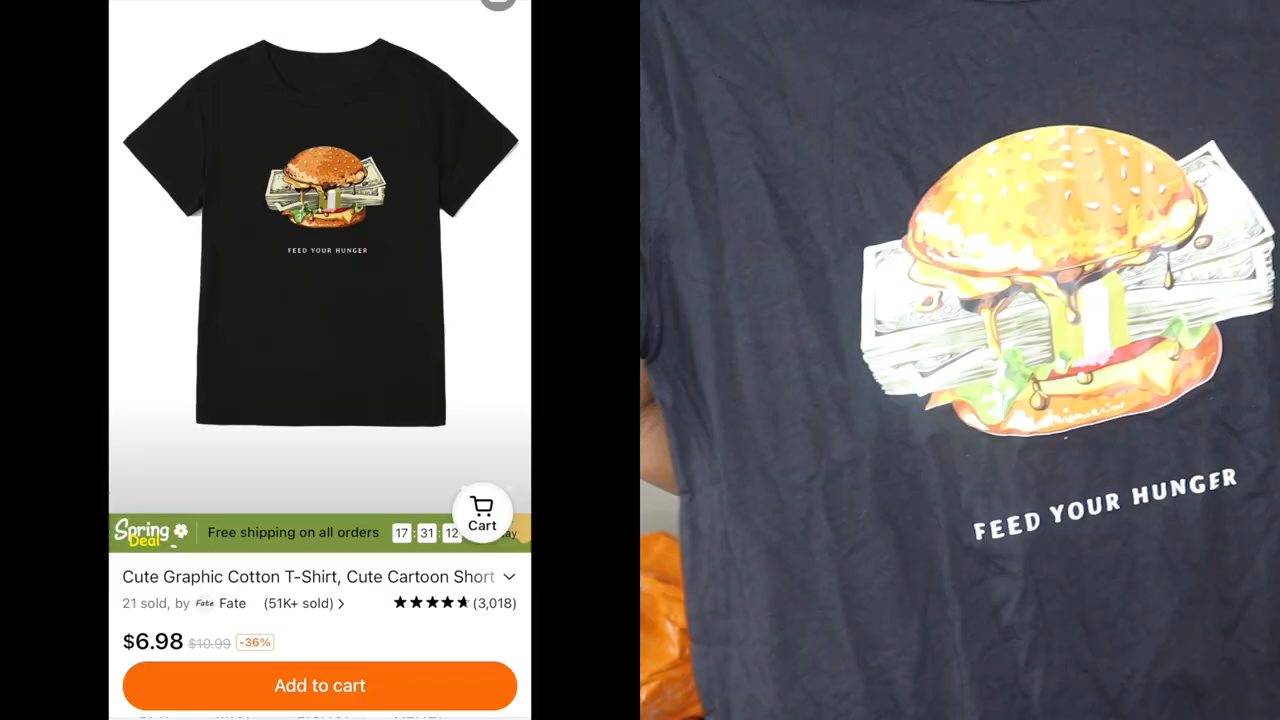 FEED YOUR HUNGER
Spring
Deal
Free shipping on all orders
17:31:12
ay
Cart
Cute Graphic Cotton T-Shirt, Cute Cartoon Short
21 sold, by Fate Fate (51K+ sold)
(3,018)
$6.98 $10.99 -36%
Add to cart
FEED YOUR HUNGER